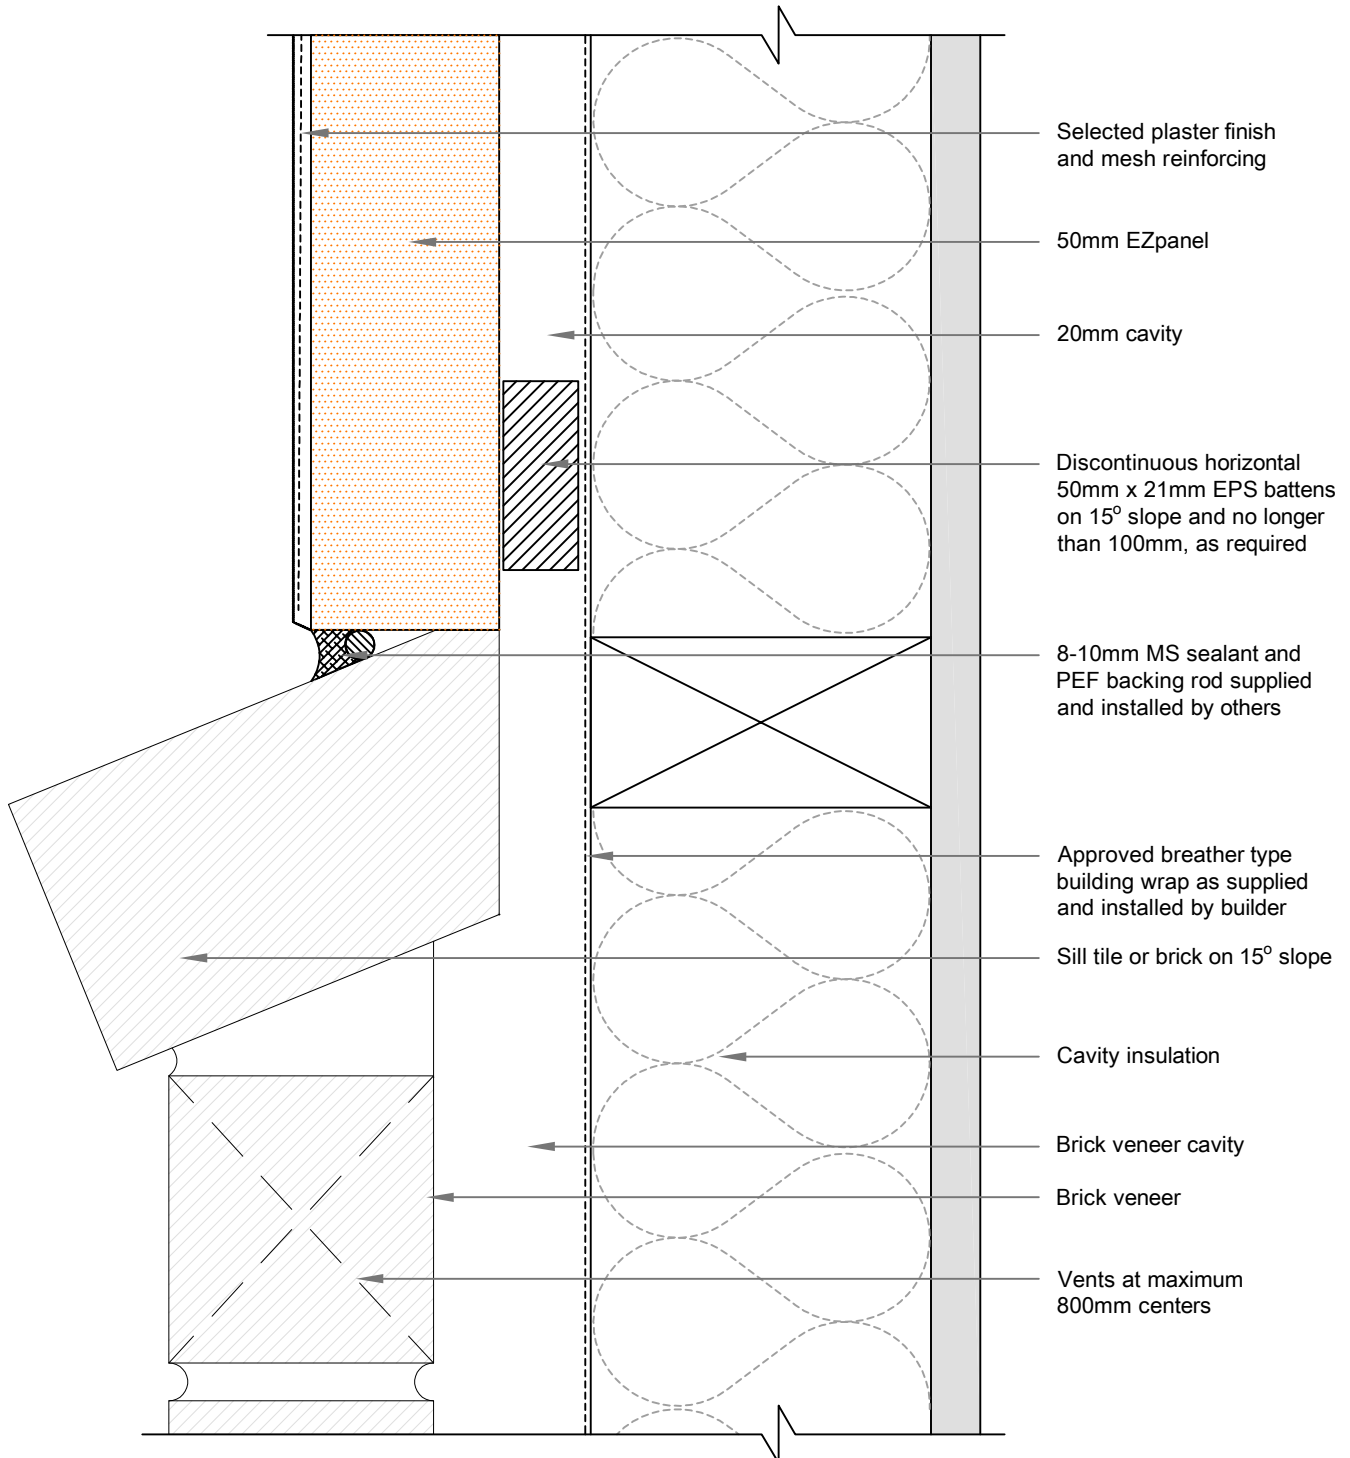 Selected plaster finish
and mesh reinforcing
50mm EZpanel
20mm cavity
Discontinuous horizontal
50mm x 21mm EPS battens
on 15° slope and no longer
than 100mm, as required
8-10mm MS sealant and
PEF backing rod supplied
and installed by others
Approved breather type
building wrap as supplied
and installed by builder
Sill tile or brick on 15° slope
Cavity insulation
Brick veneer cavity
Brick veneer
Vents at maximum
800mm centers